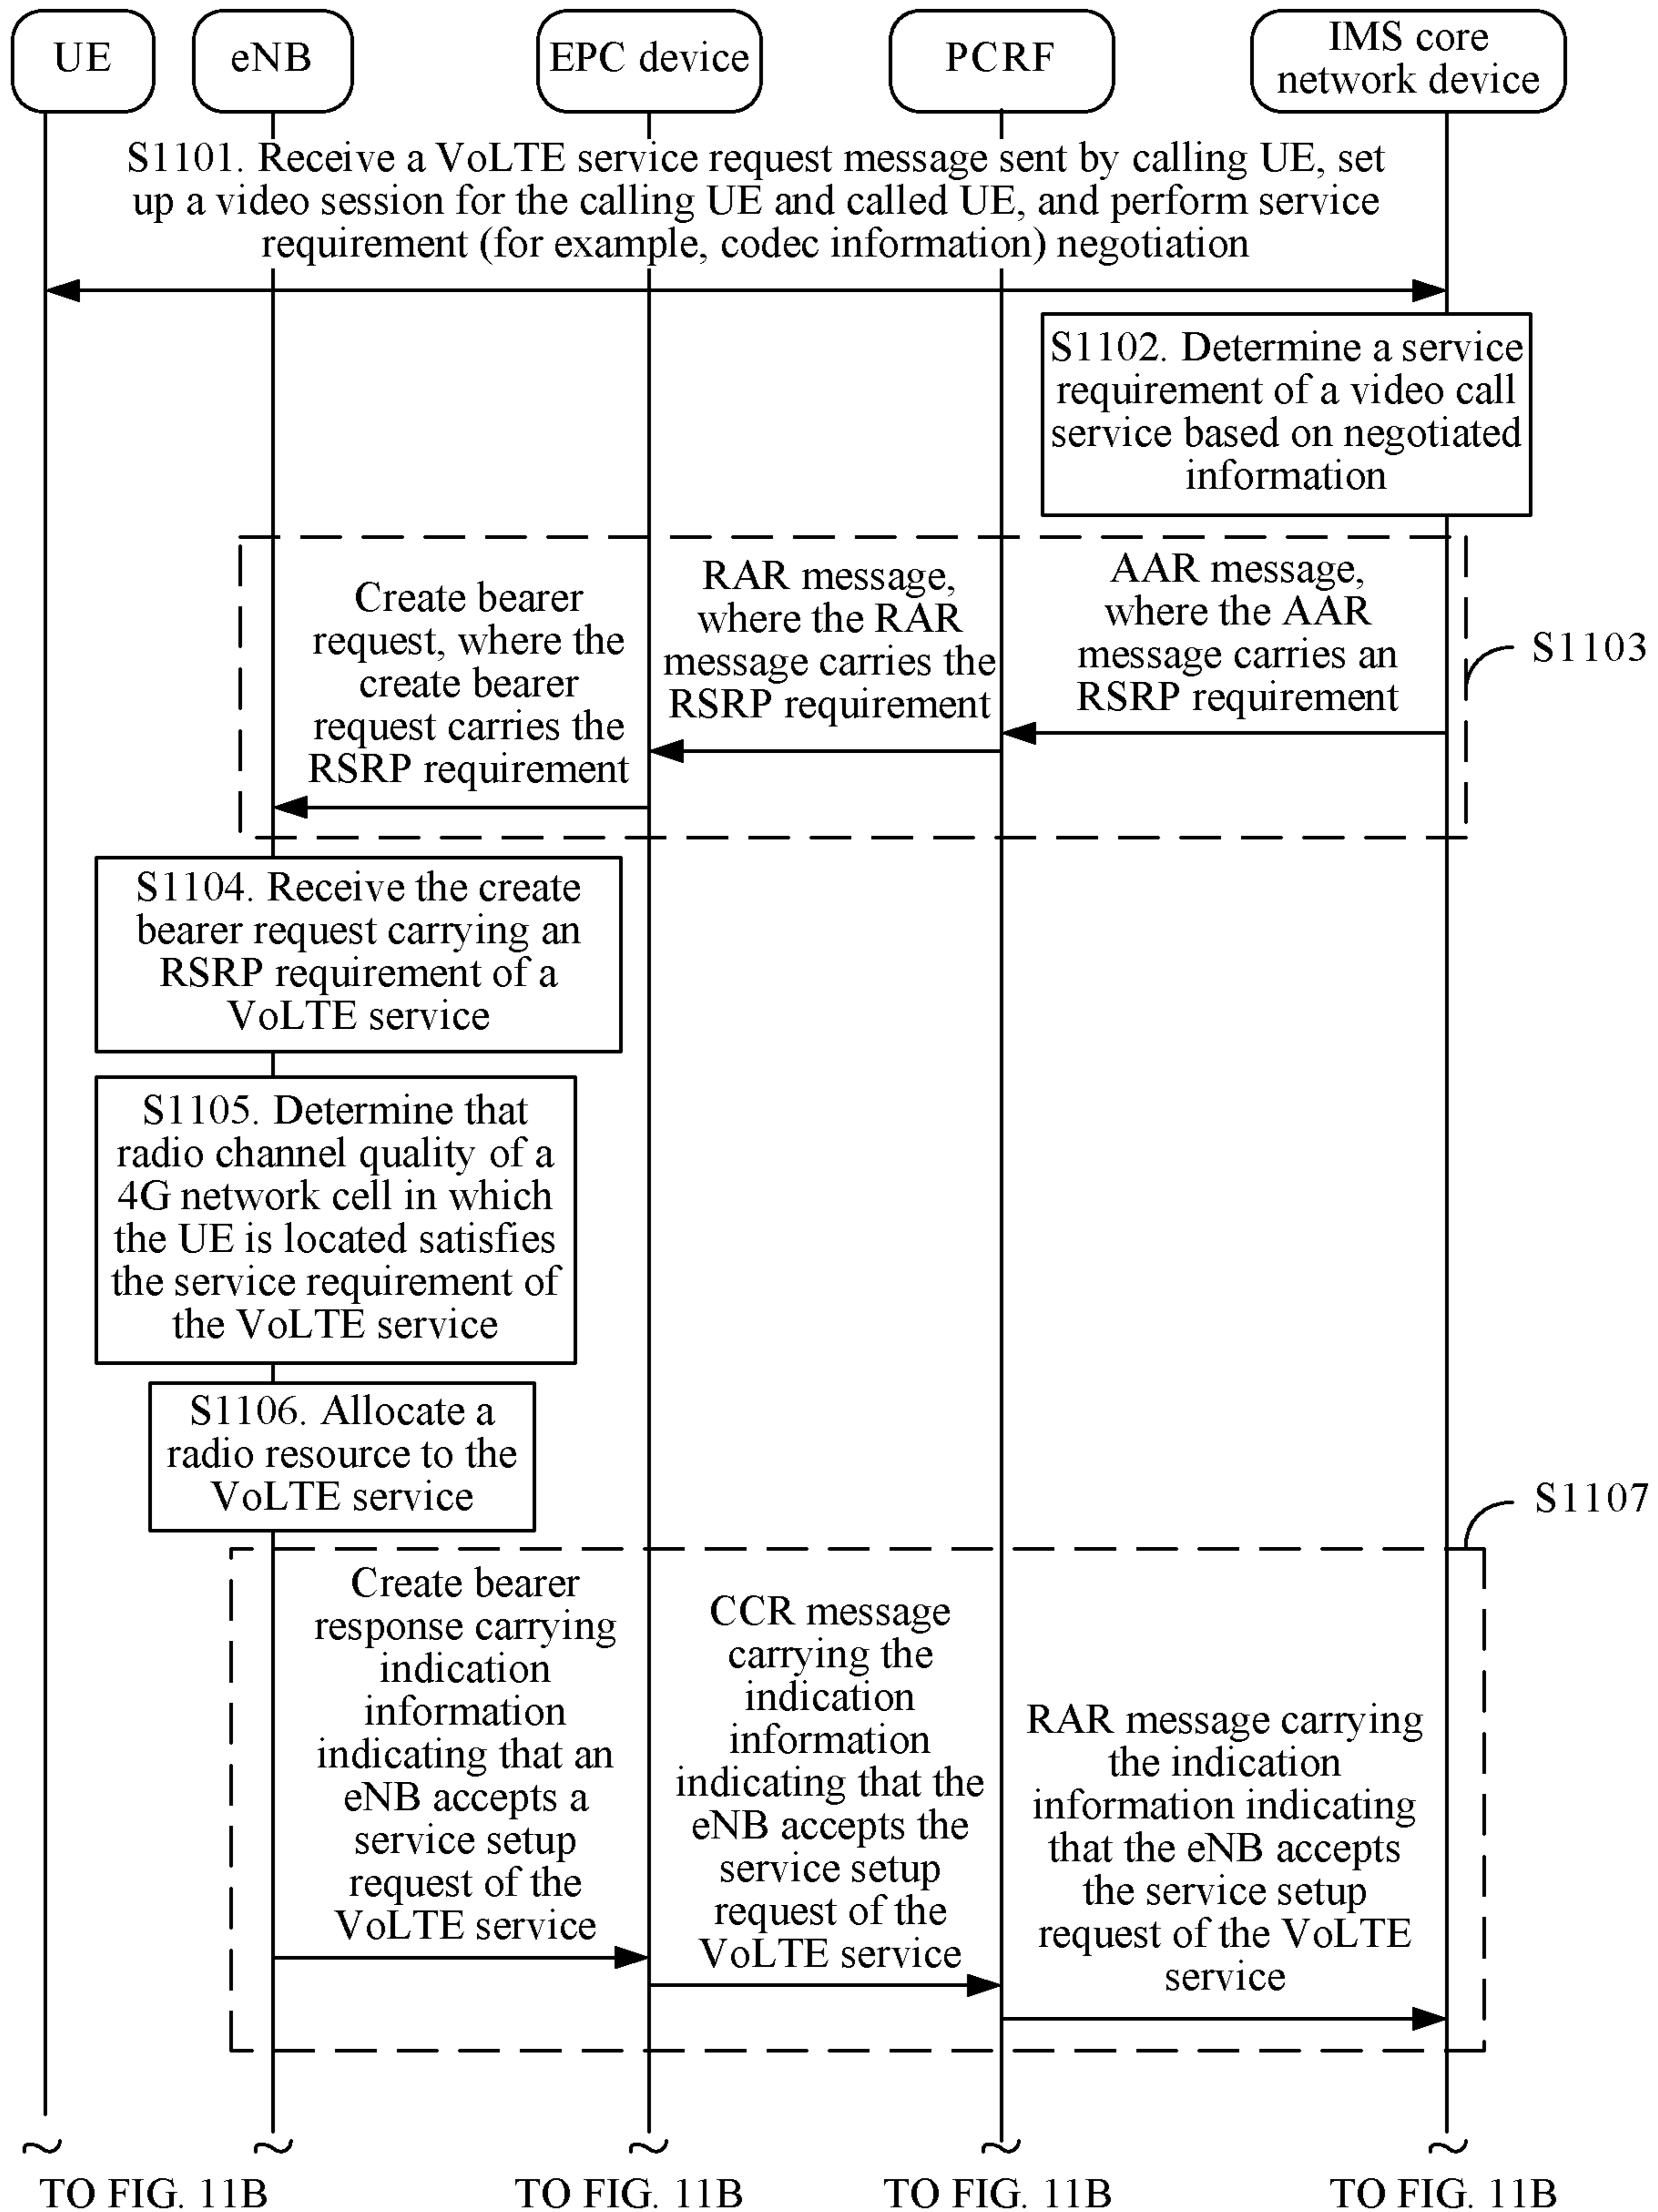 UE
eNB
EPC device
PCRF
IMS core
network device
S1101. Receive a VoLTE service request message sent by calling UE, set
up a video session for the calling UE and called UE, and perform service
requirement (for example, codec information) negotiation
S1102. Determine a service
requirement of a video call
service based on negotiated
information
Create bearer
request, where the
create bearer
request carries the
RSRP requirement
RAR message,
where the RAR
message carries the
RSRP requirement
AAR message,
where the AAR
message carries an
RSRP requirement
S1103
S1104. Receive the create
bearer request carrying an
RSRP requirement of a
VoLTE service
S1105. Determine that
radio channel quality of a
4G network cell in which
the UE is located satisfies
the service requirement of
the VoLTE service
S1106. Allocate a
radio resource to the
VoLTE service
S1107
Create bearer
response carrying
indication
information
indicating that an
eNB accepts a
service setup
request of the
VoLTE service
CCR message
carrying the
indication
information
indicating that the
eNB accepts the
service setup
request of the
VoLTE service
RAR message carrying
the indication
information indicating
that the eNB accepts
the service setup
request of the VoLTE
service
TO FIG. 11B
TO FIG. 11B
TO FIG. 11B
TO FIG. 11B